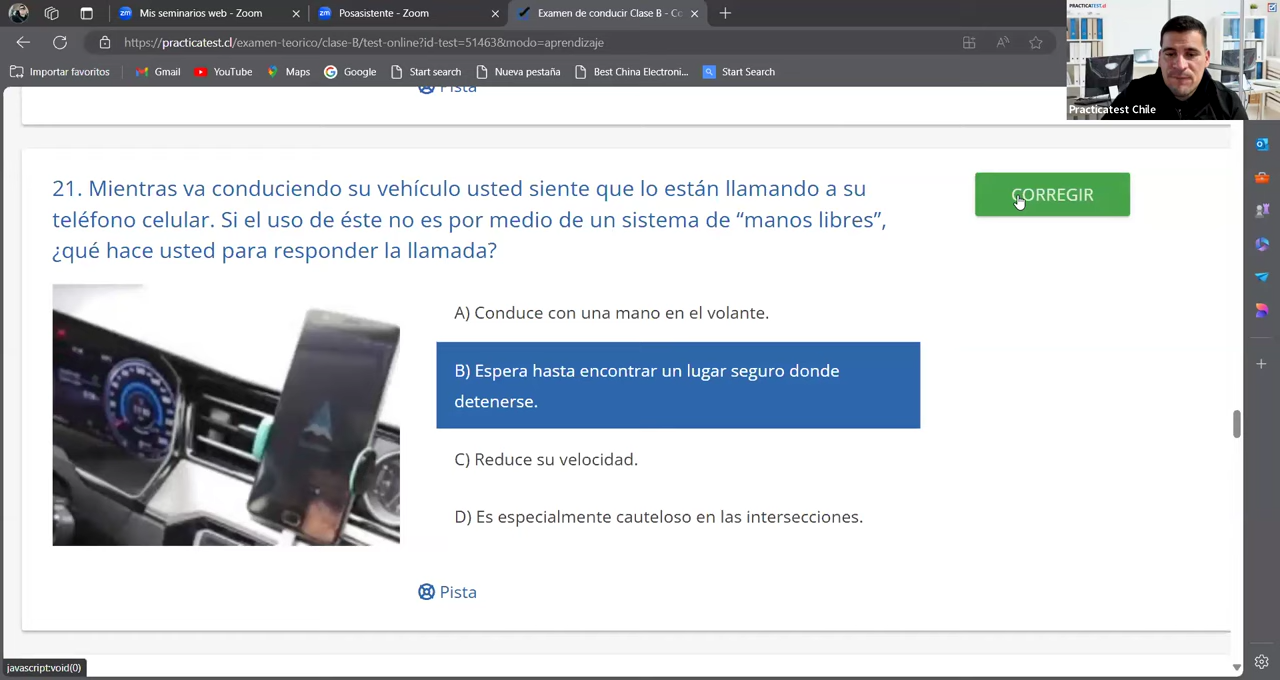 Mis seminarios web - Zoom
Posasistente - Zoom
Examen de conducir Clase B - Co
https://practicatest.cl/examen-teorico/clase-B/test-online?id-test=51463&modo=aprendizaje
Importar favoritos
Gmail
YouTube
Maps
Google
Start search
Nueva pestaña
Best China Electroni...
Start Search
PRACTICATEST.cl
Practicatest Chile
Pista
21. Mientras va conduciendo su vehículo usted siente que lo están llamando a su
teléfono celular. Si el uso de éste no es por medio de un sistema de “manos libres”,
¿qué hace usted para responder la llamada?
CORREGIR
A) Conduce con una mano en el volante.
B) Espera hasta encontrar un lugar seguro donde
detenerse.
C) Reduce su velocidad.
D) Es especialmente cauteloso en las intersecciones.
Pista
javascript:void(0)